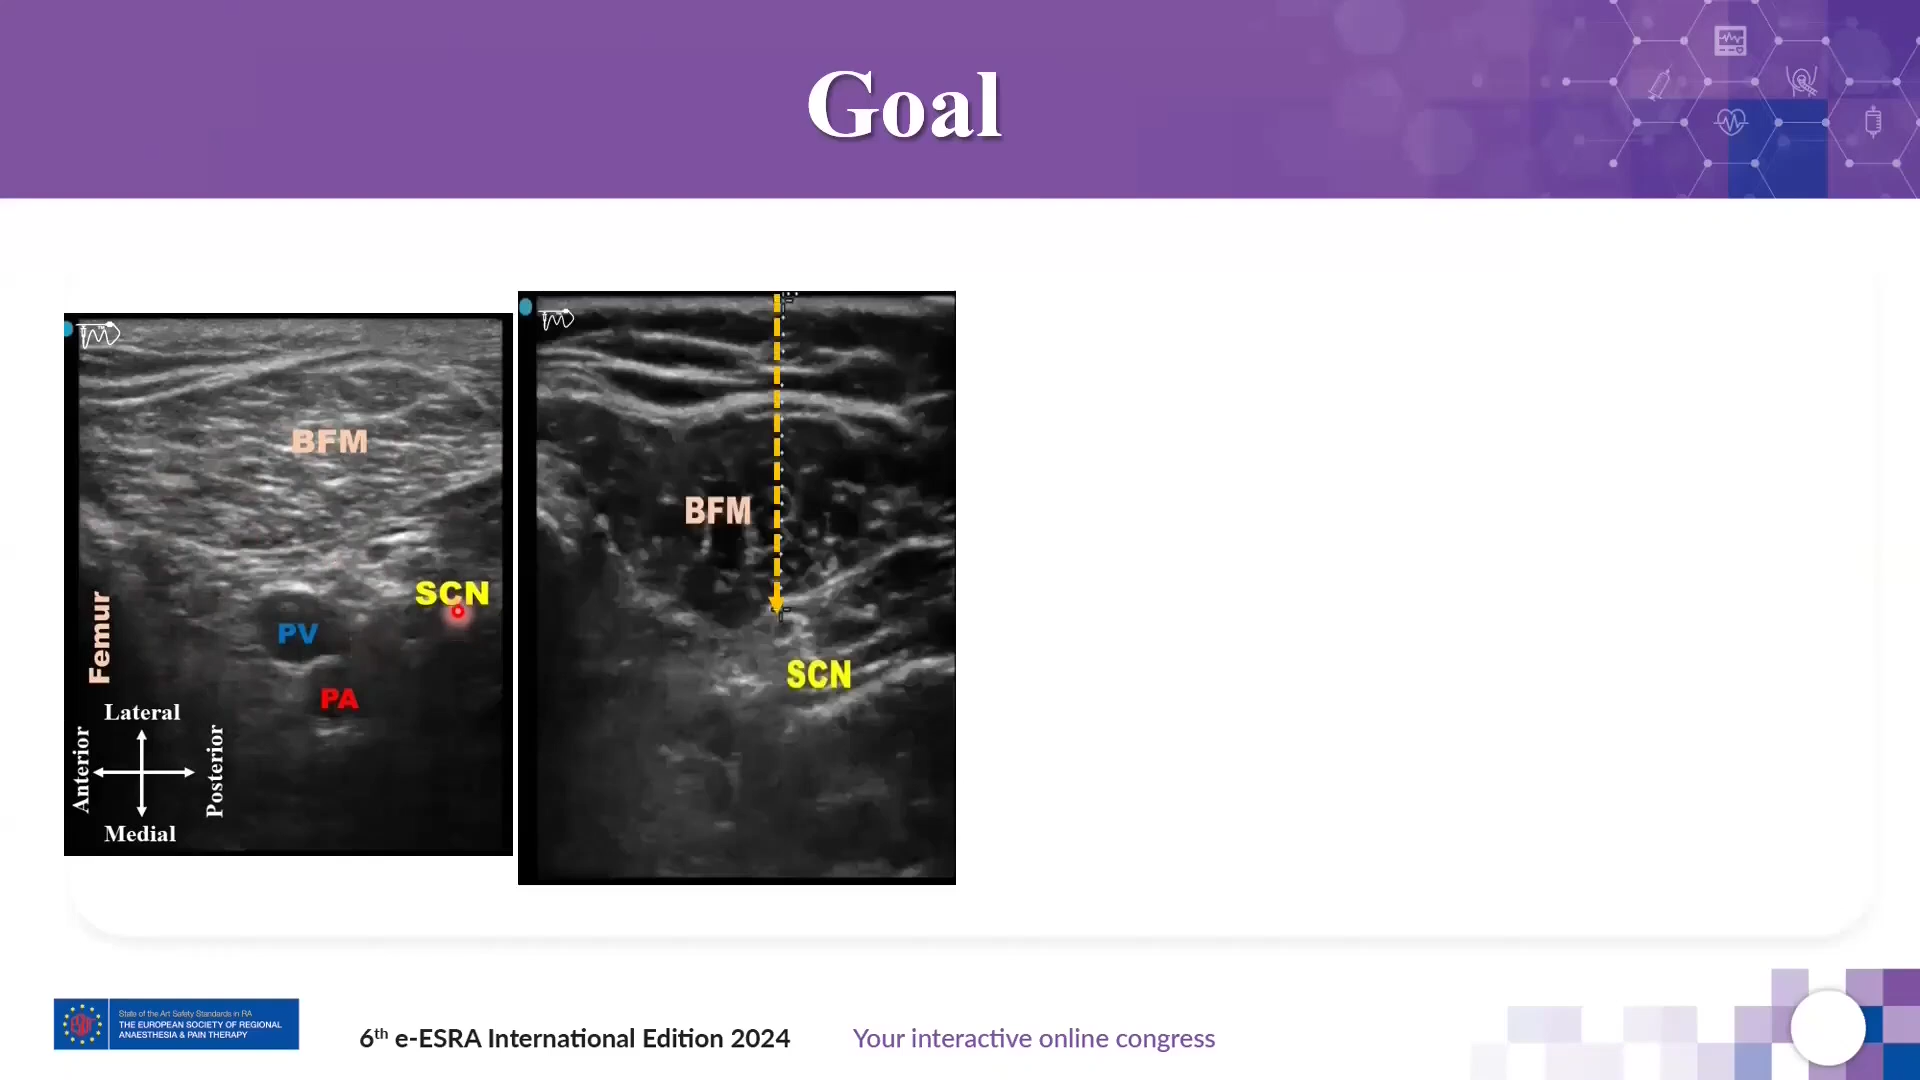 Goal
BFM
SCN
PV
PA
Femur
Lateral
Anterior
Posterior
Medial
BFM
SCN
State of the Art Safety Standards in RA
THE EUROPEAN SOCIETY OF REGIONAL
ANAESTHESIA & PAIN THERAPY
6th e-ESRA International Edition 2024
Your interactive online congress